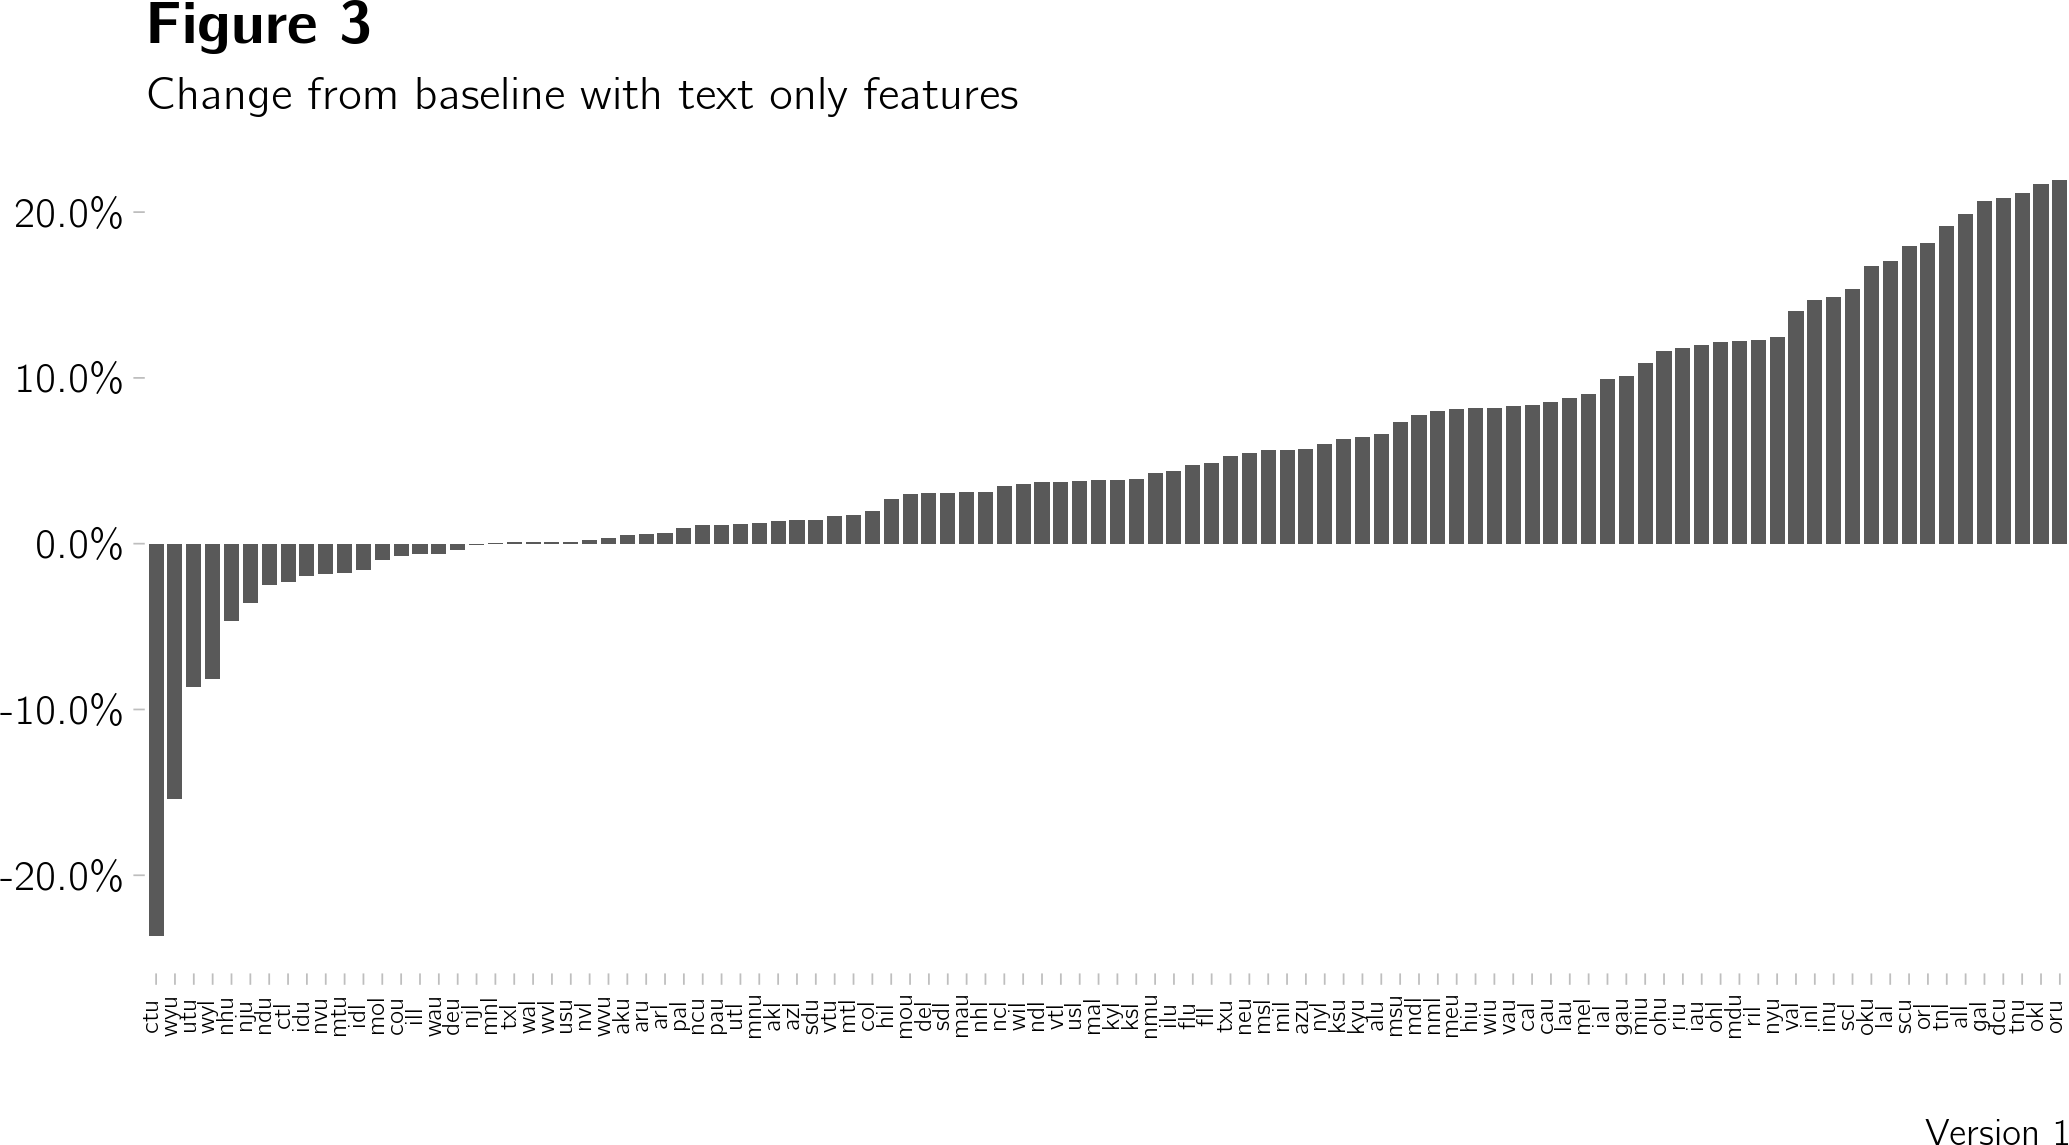 Figure 3
Change from baseline with text only features
20.0%
10.0%
0.0%
-10.0%
-20.0%
ctu
wyu
utu
wyl
nhu
nju
ndu
ctl
idu
nvu
mtu
idl
mol
cou
ill
wau
deu
njl
mnl
txl
wal
wvl
usu
nvl
wvu
aku
aru
arl
pal
ncu
pau
utl
mnu
akl
azl
sdu
vtu
mtl
col
hil
mou
del
sdl
mau
nhl
ncl
wil
ndl
vtl
usl
mal
kyl
ksl
nmu
ilu
flu
fll
txu
neu
msl
mil
azu
nyl
ksu
kyu
alu
msu
mdl
nml
meu
hiu
wiu
vau
cal
cau
lau
mel
ial
gau
miu
ohu
riu
iau
ohl
mdu
ril
nyu
val
inl
inu
scl
oku
lal
scu
orl
tnl
all
gal
dcu
tnu
okl
oru
Version 1